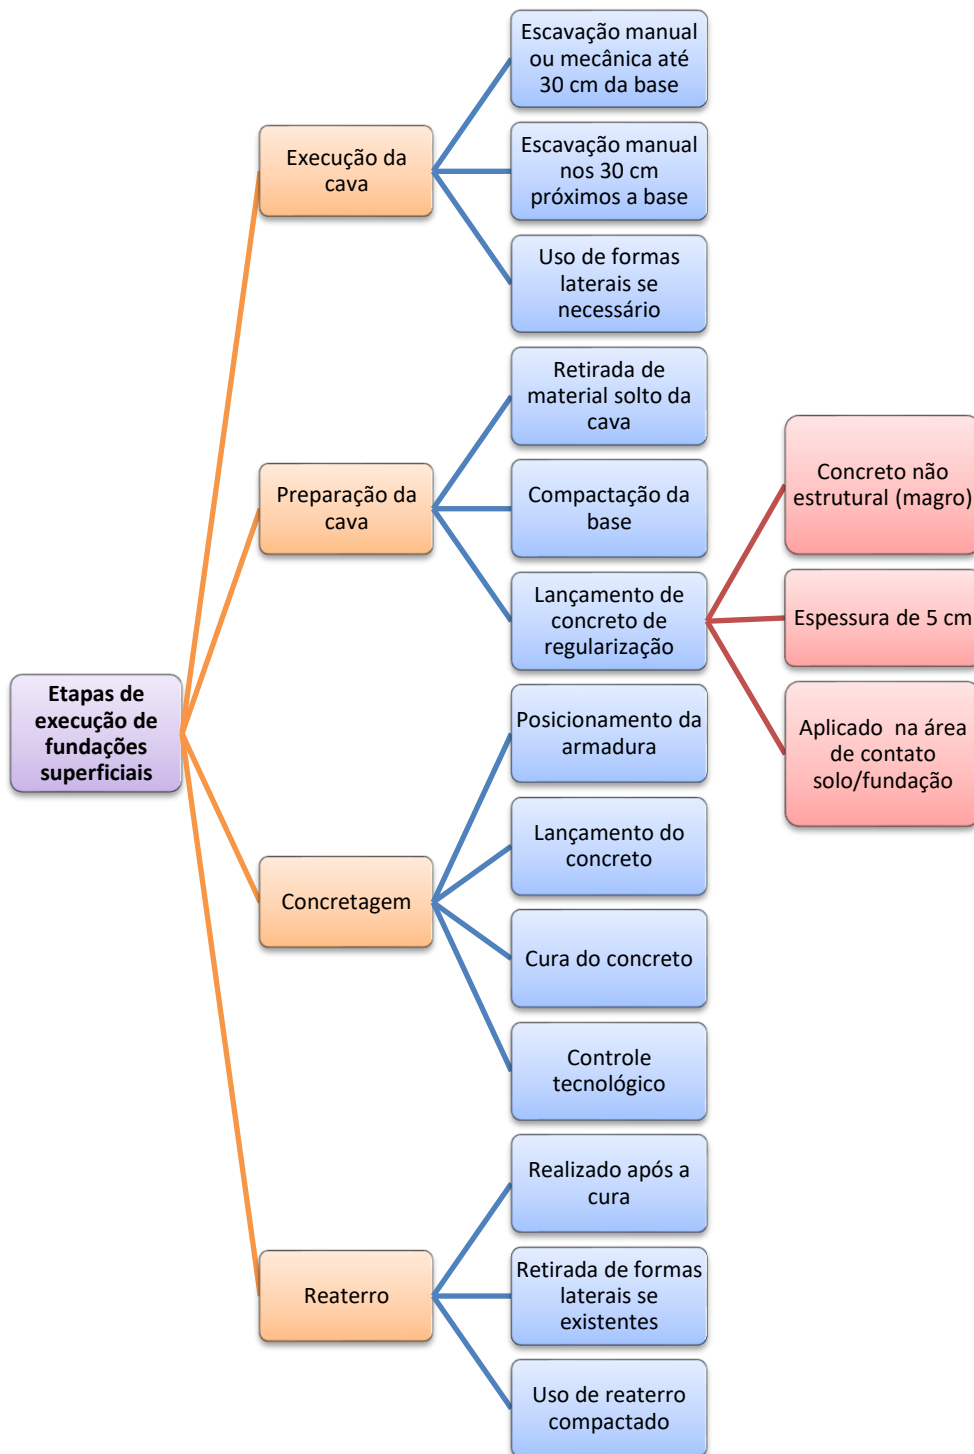 Etapas de
execução de
fundações
superficiais
Execução da
cava
Escavação manual
ou mecânica até
30 cm da base
Escavação manual
nos 30 cm
próximos a base
Uso de formas
laterais se
necessário
Preparação da
cava
Retirada de
material solto da
cava
Compactação da
base
Lançamento de
concreto de
regularização
Concreto não
estrutural (magro)
Espessura de 5 cm
Aplicado na área
de contato
solo/fundação
Concretagem
Posicionamento da
armadura
Lançamento do
concreto
Cura do concreto
Controle
tecnológico
Reaterro
Realizado após a
cura
Retirada de formas
laterais se
existentes
Uso de reaterro
compactado